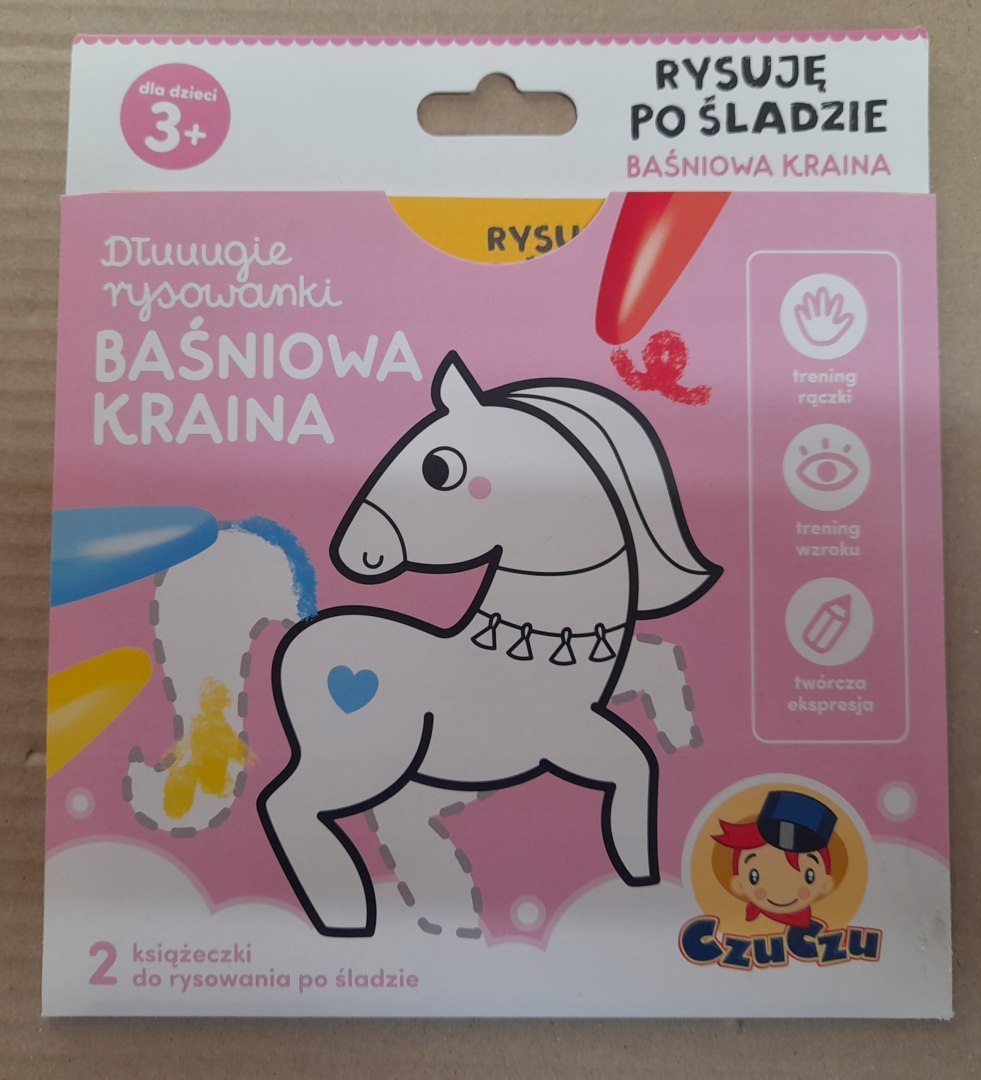 dla dzieci
3+
RYSUJĘ
PO ŚLADZIE
BAŚNIOWA KRAINA
RYSU
Dłuuugie
rysowanki
BAŚNIOWA
KRAINA
trening
rączki
trening
wzroku
twórcza
ekspresja
CzuCzu
2 książeczki
do rysowania po śladzie